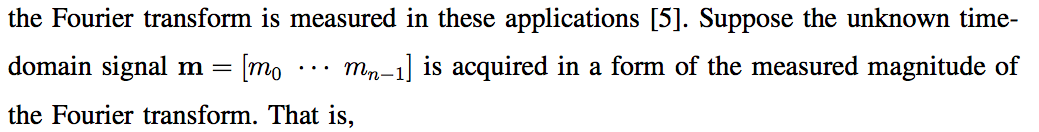 the Fourier transform is measured in these applications [5]. Suppose the unknown time-
domain signal m = [m₀ ⋯ mₙ₋₁] is acquired in a form of the measured magnitude of
the Fourier transform. That is,